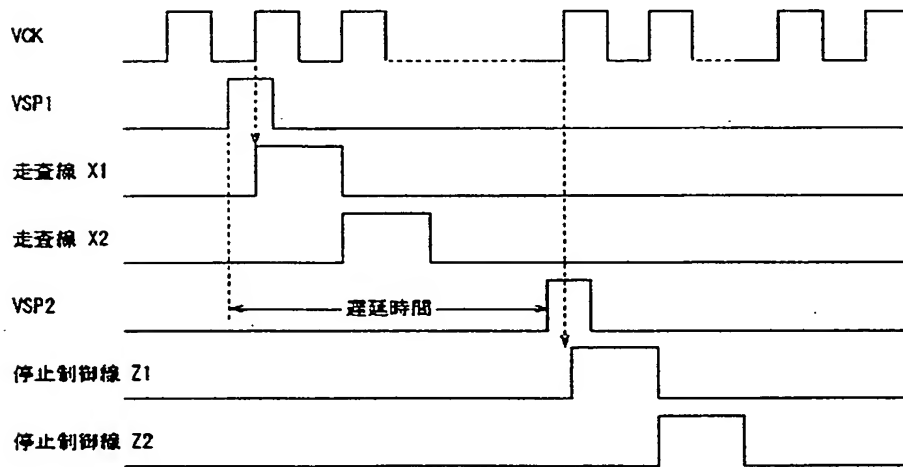 VCK
VSP1
走査線 X1
走査線 X2
VSP2
遅延時間
停止制御線 Z1
停止制御線 Z2